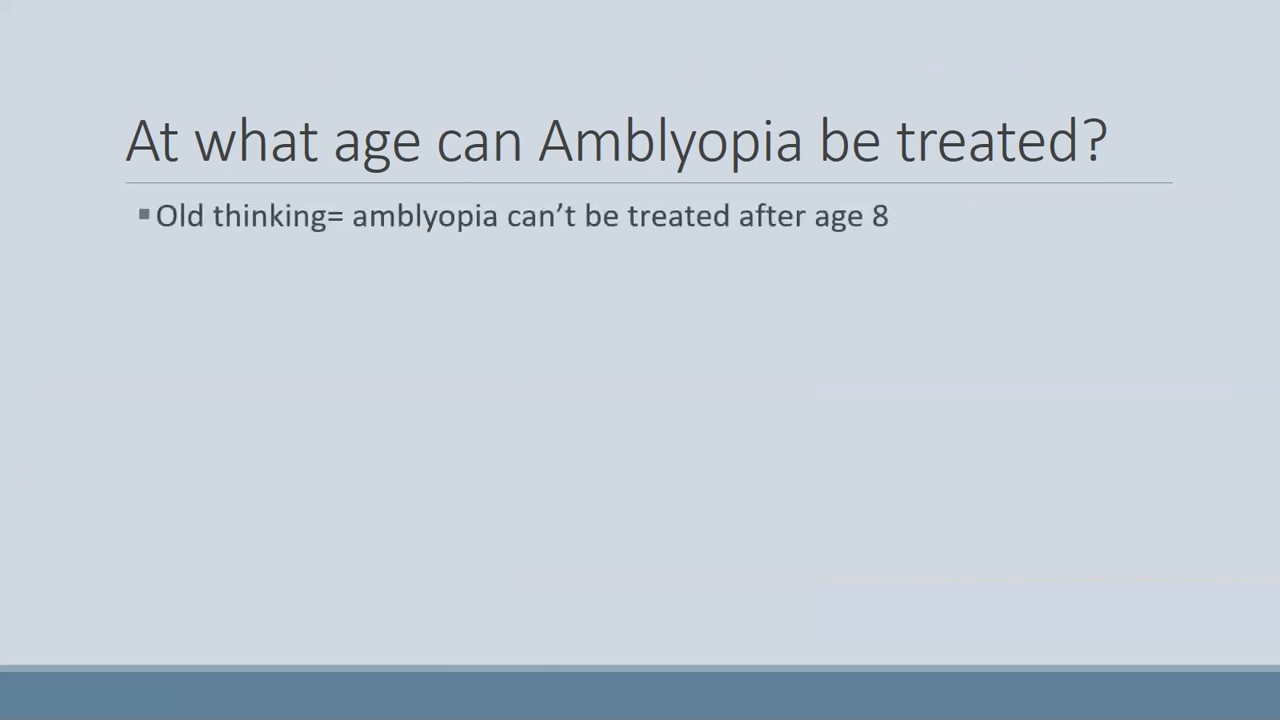 At what age can Amblyopia be treated?
▪Old thinking= amblyopia can’t be treated after age 8